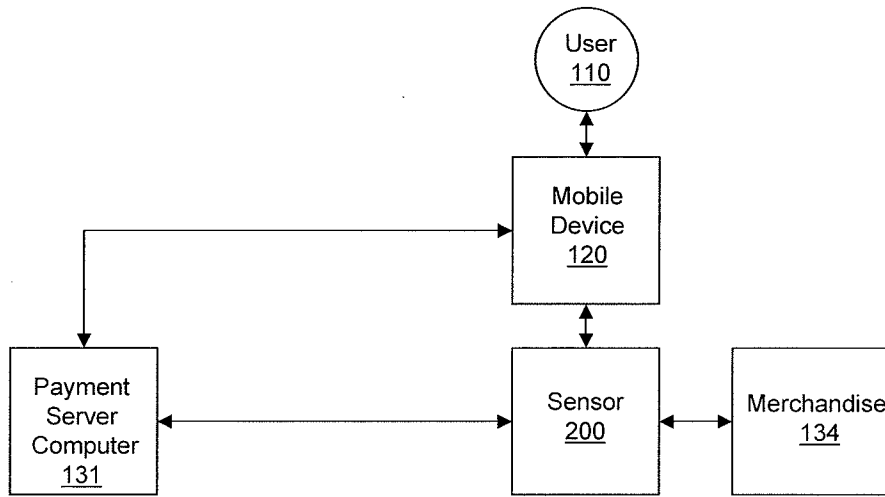 User
110
Mobile
Device
120
Payment
Server
Computer
131
Sensor
200
Merchandise
134